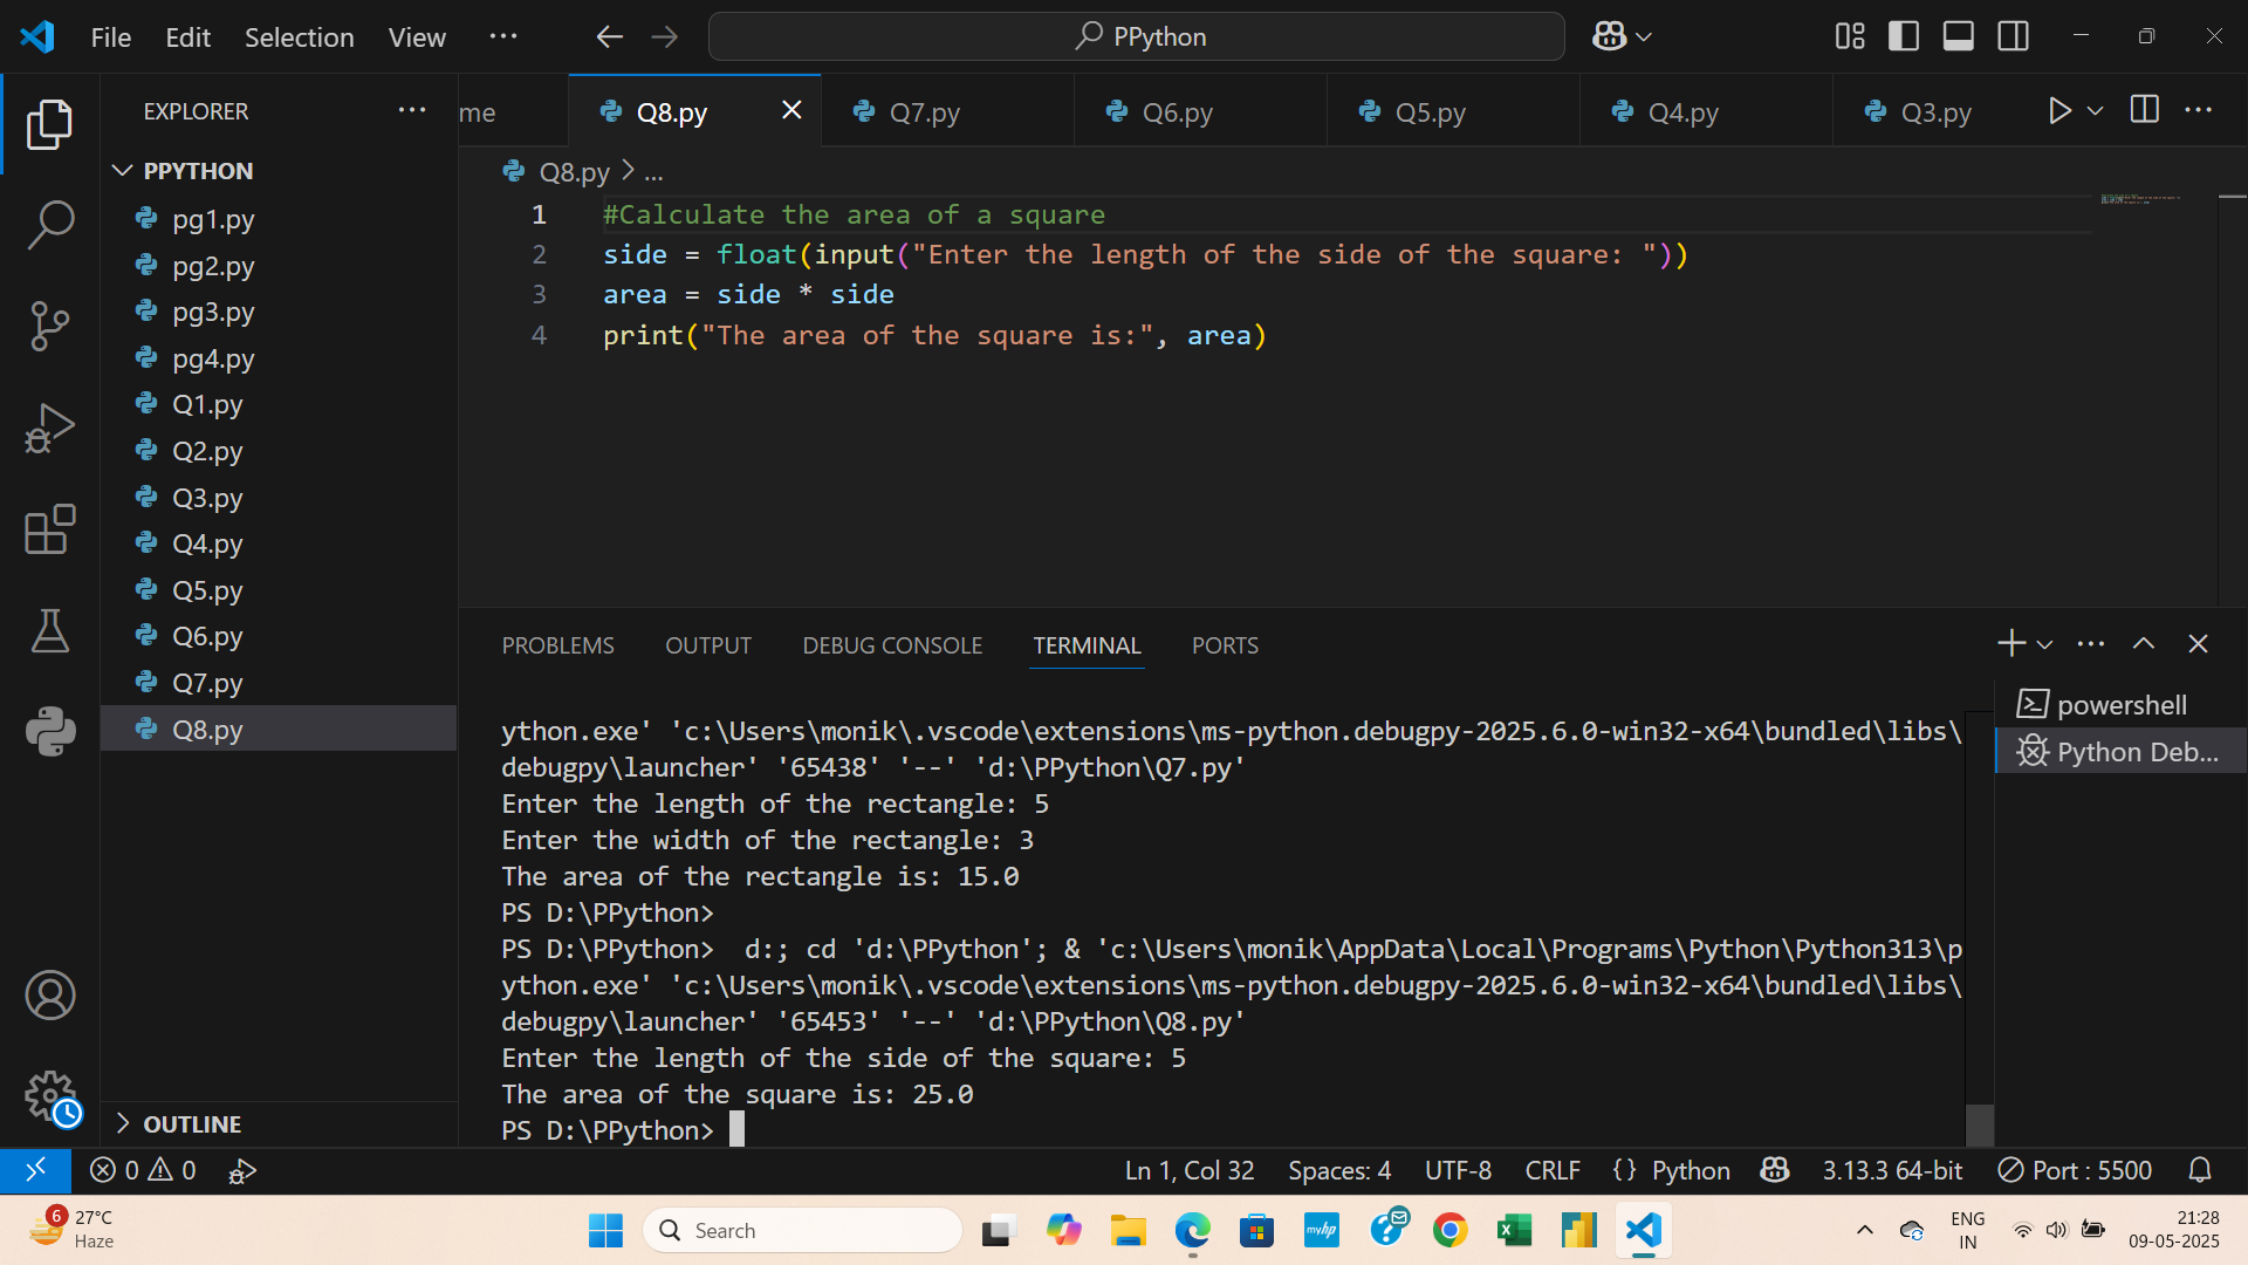 File Edit Selection View ...
PPython
EXPLORER ...
me Q8.py Q7.py Q6.py Q5.py Q4.py Q3.py ...
PPYTHON
pg1.py
pg2.py
pg3.py
pg4.py
Q1.py
Q2.py
Q3.py
Q4.py
Q5.py
Q6.py
Q7.py
Q8.py
OUTLINE
Q8.py > ...
1 #Calculate the area of a square
2 side = float(input("Enter the length of the side of the square: "))
3 area = side * side
4 print("The area of the square is:", area)
PROBLEMS OUTPUT DEBUG CONSOLE TERMINAL PORTS
ython.exe' 'c:\Users\monik\.vscode\extensions\ms-python.debugpy-2025.6.0-win32-x64\bundled\libs\
debugpy\launcher' '65438' '--' 'd:\PPython\Q7.py'
Enter the length of the rectangle: 5
Enter the width of the rectangle: 3
The area of the rectangle is: 15.0
PS D:\PPython>
PS D:\PPython>  d:; cd 'd:\PPython'; & 'c:\Users\monik\AppData\Local\Programs\Python\Python313\p
ython.exe' 'c:\Users\monik\.vscode\extensions\ms-python.debugpy-2025.6.0-win32-x64\bundled\libs\
debugpy\launcher' '65453' '--' 'd:\PPython\Q8.py'
Enter the length of the side of the square: 5
The area of the square is: 25.0
PS D:\PPython>
powershell
Python Deb...
0 0 Ln 1, Col 32 Spaces: 4 UTF-8 CRLF {} Python 3.13.3 64-bit Port : 5500
6 27°C
Haze
Search
myhp
ENG
IN
21:28
09-05-2025